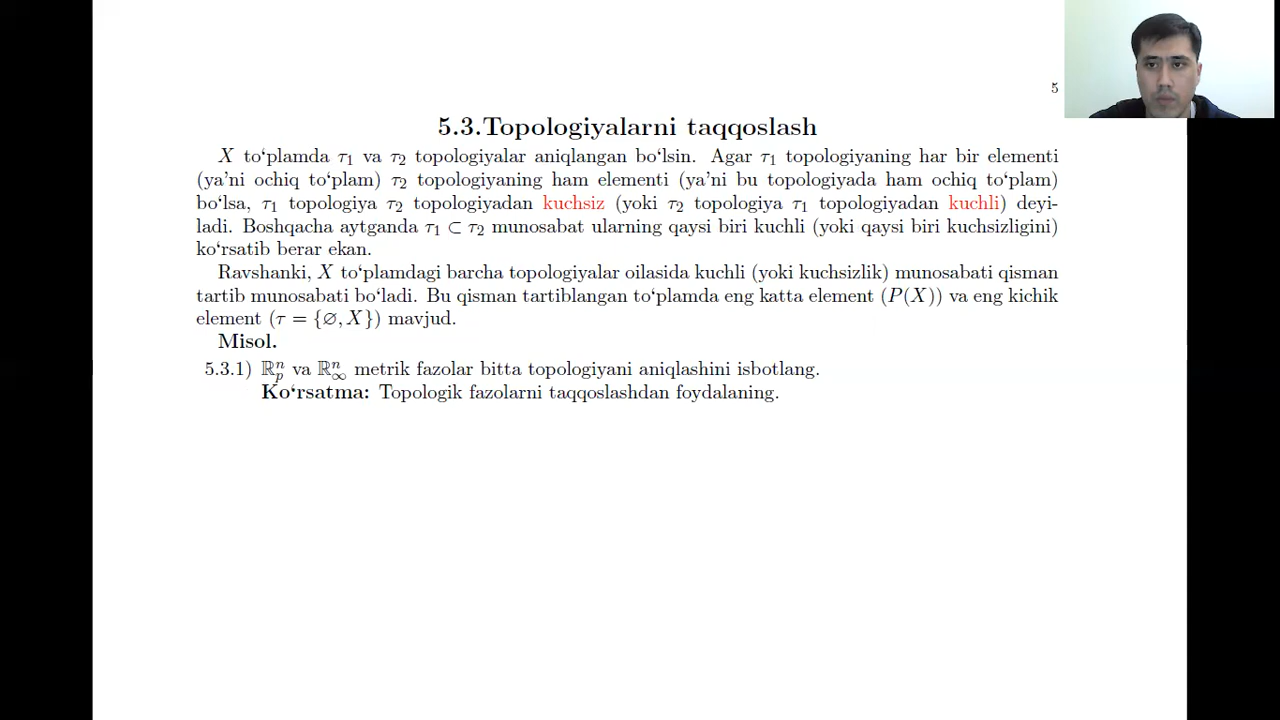 5
5.3.Topologiyalarni taqqoslash
X to‘plamda τ₁ va τ₂ topologiyalar aniqlangan bo‘lsin. Agar τ₁ topologiyaning har bir elementi
(ya’ni ochiq to‘plam) τ₂ topologiyaning ham elementi (ya’ni bu topologiyada ham ochiq to‘plam)
bo‘lsa, τ₁ topologiya τ₂ topologiyadan kuchsiz (yoki τ₂ topologiya τ₁ topologiyadan kuchli) deyi-
ladi. Boshqacha aytganda τ₁ ⊂ τ₂ munosabat ularning qaysi biri kuchli (yoki qaysi biri kuchsizligini)
ko‘rsatib berar ekan.
Ravshanki, X to‘plamdagi barcha topologiyalar oilasida kuchli (yoki kuchsizlik) munosabati qisman
tartib munosabati bo‘ladi. Bu qisman tartiblangan to‘plamda eng katta element (P(X)) va eng kichik
element (τ = {∅, X}) mavjud.
Misol.
5.3.1) ℝⁿₚ va ℝⁿ_∞ metrik fazolar bitta topologiyani aniqlashini isbotlang.
Ko‘rsatma: Topologik fazolarni taqqoslashdan foydalaning.